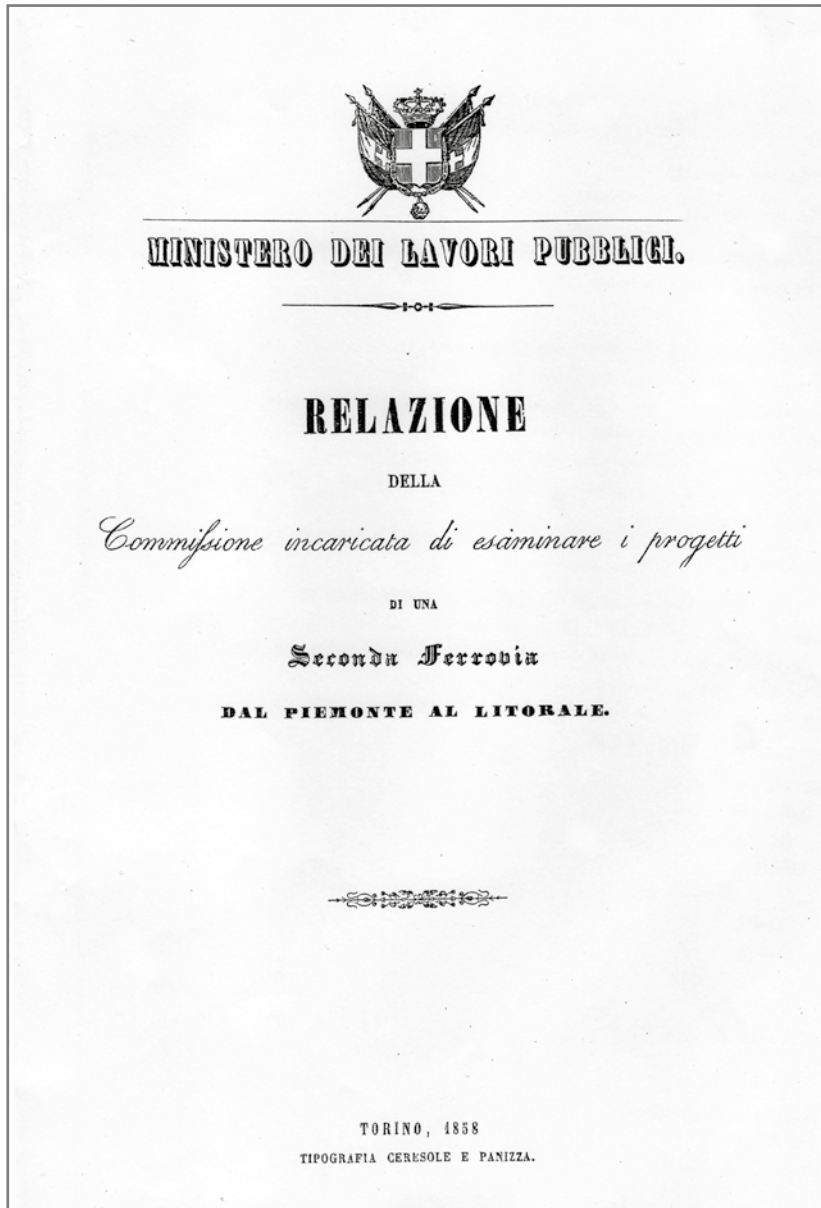 MINISTERO DEI LAVORI PUBBLICI.
RELAZIONE
DELLA
Commiſsione incaricata di esaminare i progetti
DI UNA
Seconda Ferrovia
DAL PIEMONTE AL LITORALE.
TORINO, 1858
TIPOGRAFIA CERESOLE E PANIZZA.